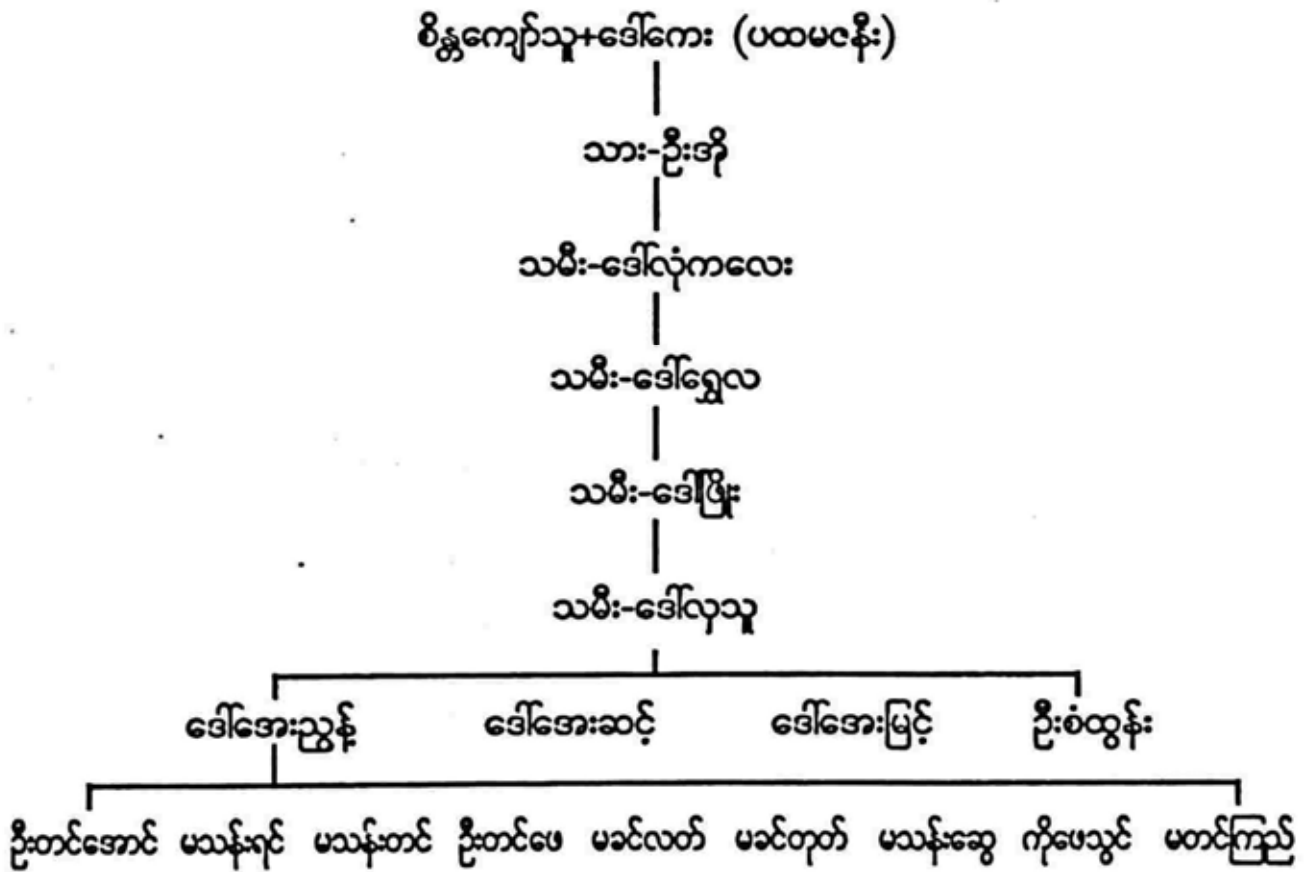 စိန္တကျော်သူ+ဒေါ်ကေး (ပထမဇနီး)
သား-ဦးအို
သမီး-ဒေါ်လုံကလေး
သမီး-ဒေါ်ရွှေလ
သမီး-ဒေါ်ဖြိုး
သမီး-ဒေါ်လှသူ
ဒေါ်အေးညွန့် ဒေါ်အေးဆင့် ဒေါ်အေးမြင့် ဦးစံထွန်း
ဦးတင်အောင် မသန်းရင် မသန်းတင် ဦးတင်ဖေ မခင်လတ် မခင်တုတ် မသန်းဆွေ ကိုဖေသွင် မတင်ကြည်